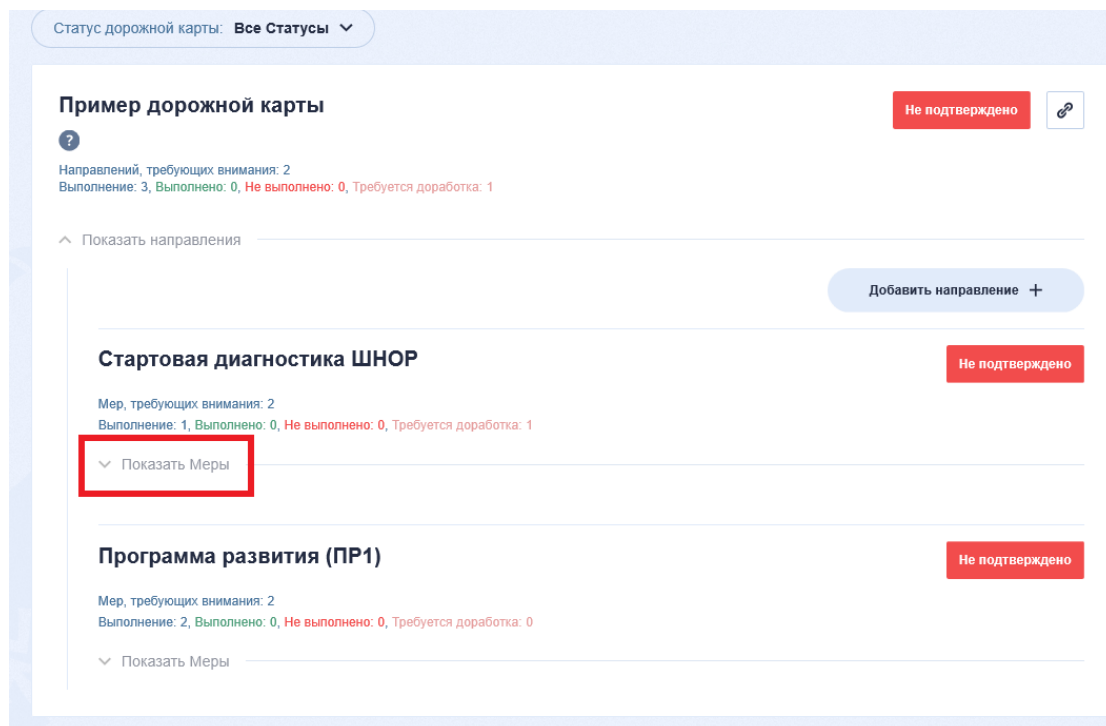 Статус дорожной карты: Все Статусы
Пример дорожной карты
Не подтверждено
?
Направлений, требующих внимания: 2
Выполнение: 3, Выполнено: 0, Не выполнено: 0, Требуется доработка: 1
Показать направления
Добавить направление +
Стартовая диагностика ШНОР
Не подтверждено
Мер, требующих внимания: 2
Выполнение: 1, Выполнено: 0, Не выполнено: 0, Требуется доработка: 1
Показать Меры
Программа развития (ПР1)
Не подтверждено
Мер, требующих внимания: 2
Выполнение: 2, Выполнено: 0, Не выполнено: 0, Требуется доработка: 0
Показать Меры